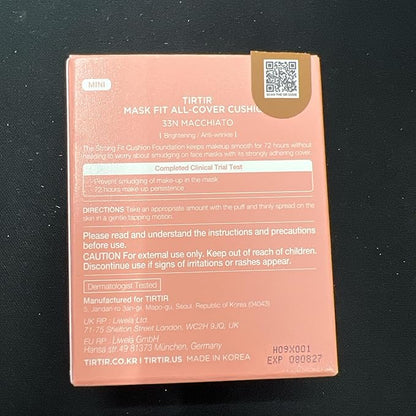 MINI
TIRTIR
MASK FIT ALL-COVER CUSHIO
33N MACCHIATO
[ Brightening / Anti-wrinkle ]
The Strong Fit Cushion Foundation keeps makeup smooth for 72 hours without
needing to worry about smudging on face masks with its strongly adhering cover.
Completed Clinical Trial Test
- Prevent smudging of make-up in the mask
- 72 hours make-up persistence
DIRECTIONS Take an appropriate amount with the puff and thinly spread on the
skin in a gentle tapping motion.
Please read and understand the instructions and precautions
before use.
CAUTION For external use only. Keep out of reach of children.
Discontinue use if signs of irritations or rashes appear.
Dermatologist Tested
Manufactured for TIRTIR
5, Jandari-ro 3an-gil, Mapo-gu, Seoul, Republic of Korea (04043)
UK RP : Liwels Ltd.
71-75 Shelton Street London, WC2H 9JQ, UK
EU RP : Liwels GmbH
Hansa str 49 81373 München, Germany
TIRTIR.CO.KR | TIRTIR.US MADE IN KOREA
H09X001
EXP 080827